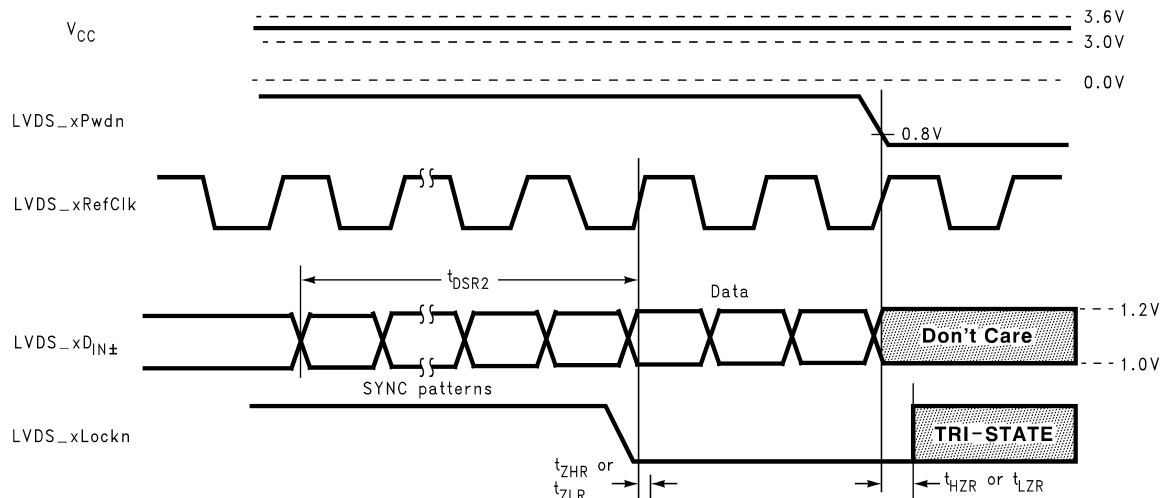 3.6V
V_CC
3.0V
0.0V
LVDS_xPwdn
0.8V
LVDS_xRefClk
t_DSR2
Data
1.2V
LVDS_xD_IN±
Don't Care
1.0V
SYNC patterns
LVDS_xLockn
TRI-STATE
t_ZHR or
t_ZLR
t_HZR or t_LZR